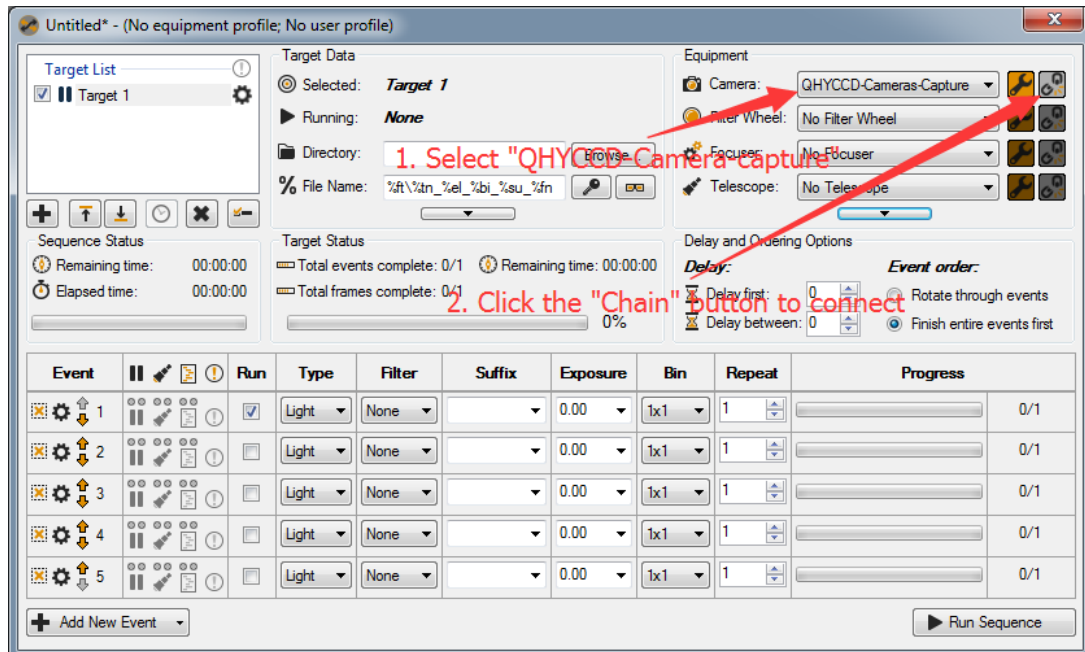 Untitled* - (No equipment profile; No user profile)
Target List
Target 1
Target Data
Selected: Target 1
Running: None
Directory: Browse...
File Name: %ft\%tn_%el_%bi_%su_%fn
Equipment
Camera: QHYCCD-Cameras-Capture
Filter Wheel: No Filter Wheel
Focuser: No Focuser
Telescope: No Telescope
1. Select "QHYCCD-Camera-capture"
2. Click the "Chain" button to connect
Sequence Status
Remaining time: 00:00:00
Elapsed time: 00:00:00
Target Status
Total events complete: 0/1 Remaining time: 00:00:00
Total frames complete: 0/1
0%
Delay and Ordering Options
Delay: Event order:
Delay first: 0 Rotate through events
Delay between: 0 Finish entire events first
Event Run Type Filter Suffix Exposure Bin Repeat Progress
1 Light None 0.00 1x1 1 0/1
2 Light None 0.00 1x1 1 0/1
3 Light None 0.00 1x1 1 0/1
4 Light None 0.00 1x1 1 0/1
5 Light None 0.00 1x1 1 0/1
Add New Event Run Sequence